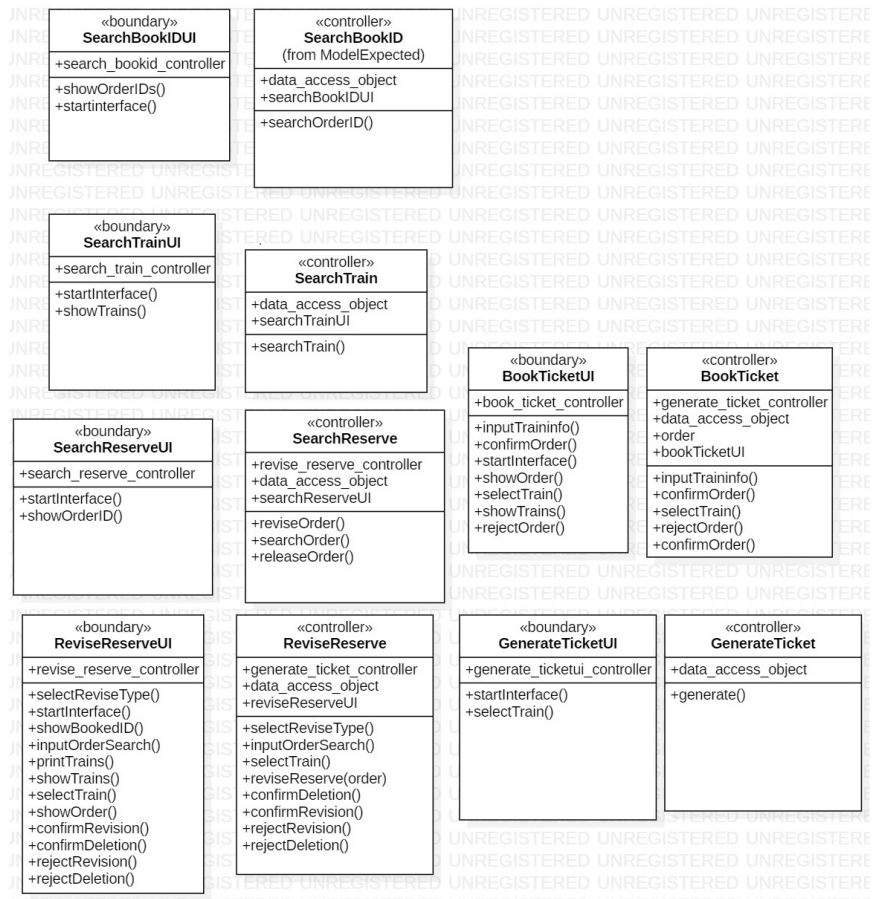 «boundary»
SearchBookIDUI
+search_bookid_controller
+showOrderIDs()
+startinterface()
«controller»
SearchBookID
(from ModelExpected)
+data_access_object
+searchBookIDUI
+searchOrderID()
«boundary»
SearchTrainUI
+search_train_controller
+startInterface()
+showTrains()
«controller»
SearchTrain
+data_access_object
+searchTrainUI
+searchTrain()
«boundary»
BookTicketUI
+book_ticket_controller
+inputTraininfo()
+confirmOrder()
+startInterface()
+showOrder()
+selectTrain()
+showTrains()
+rejectOrder()
«controller»
BookTicket
+generate_ticket_controller
+data_access_object
+order
+bookTicketUI
+inputTraininfo()
+confirmOrder()
+selectTrain()
+rejectOrder()
+confirmOrder()
«boundary»
SearchReserveUI
+search_reserve_controller
+startInterface()
+showOrderID()
«controller»
SearchReserve
+revise_reserve_controller
+data_access_object
+searchReserveUI
+reviseOrder()
+searchOrder()
+releaseOrder()
«boundary»
ReviseReserveUI
+revise_reserve_controller
+selectReviseType()
+startInterface()
+showBookedID()
+inputOrderSearch()
+printTrains()
+showTrains()
+selectTrain()
+showOrder()
+confirmRevision()
+confirmDeletion()
+rejectRevision()
+rejectDeletion()
«controller»
ReviseReserve
+generate_ticket_controller
+data_access_object
+reviseReserveUI
+selectReviseType()
+inputOrderSearch()
+selectTrain()
+reviseReserve(order)
+confirmDeletion()
+confirmRevision()
+rejectRevision()
+rejectDeletion()
«boundary»
GenerateTicketUI
+generate_ticketui_controller
+startInterface()
+selectTrain()
«controller»
GenerateTicket
+data_access_object
+generate()
UNREGISTERED